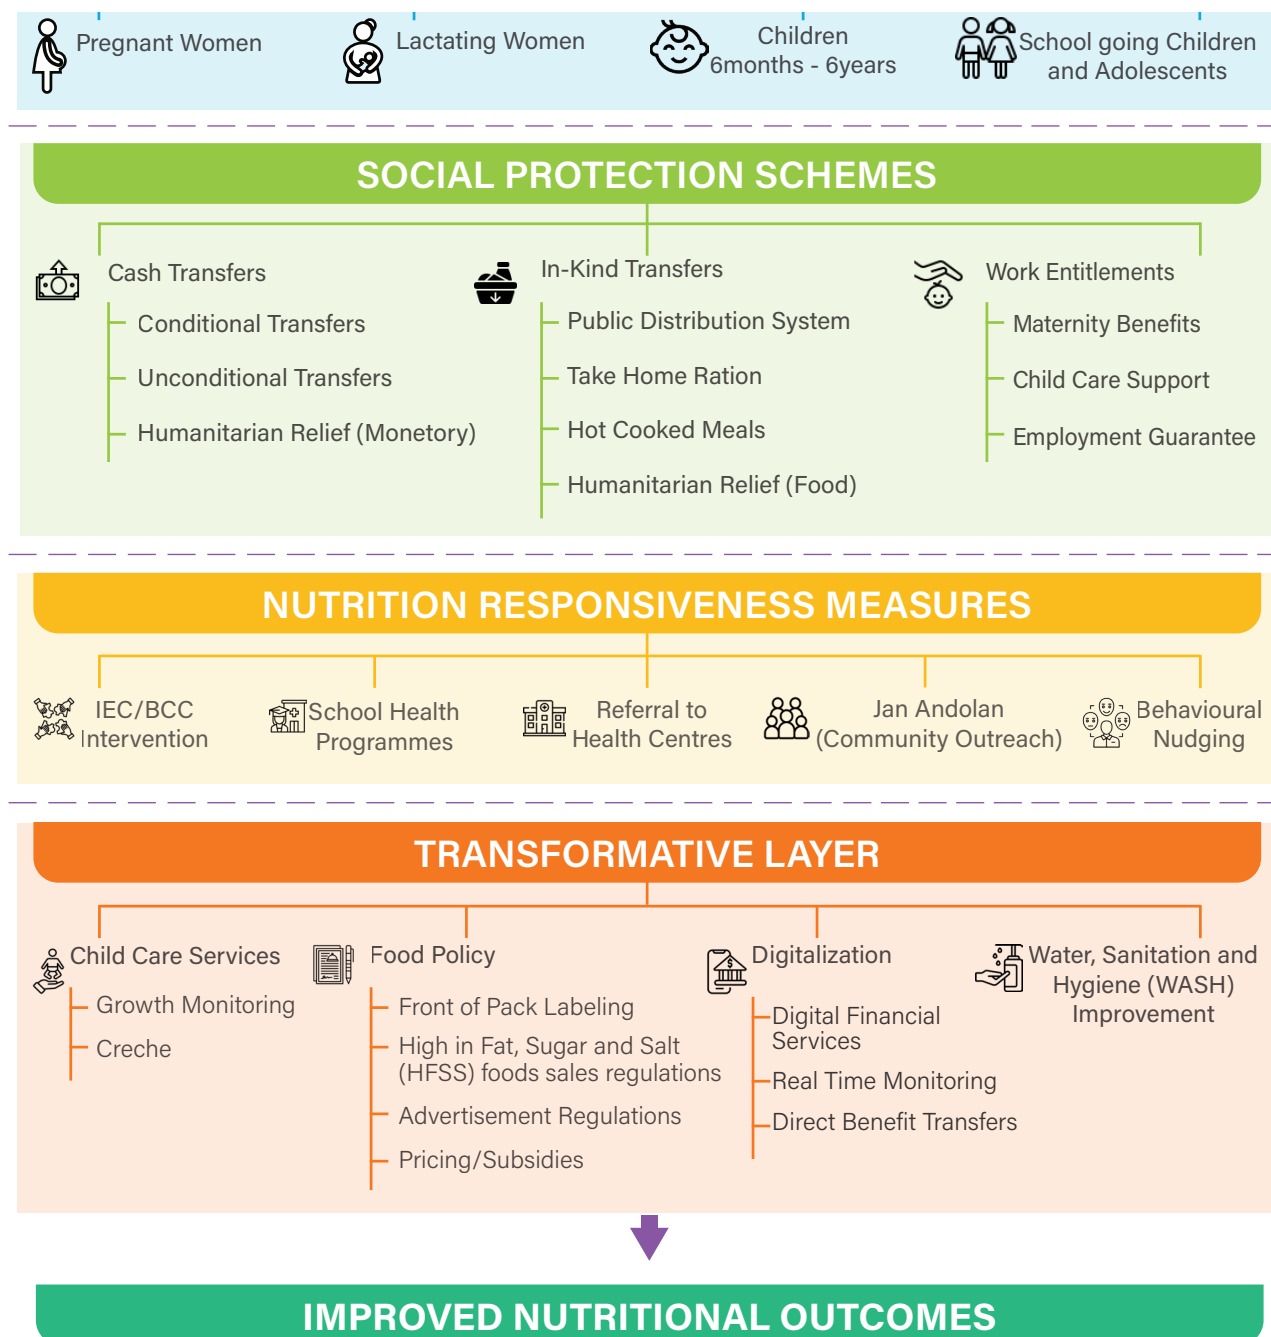 Pregnant Women
Lactating Women
Children
6months - 6years
School going Children
and Adolescents
SOCIAL PROTECTION SCHEMES
Cash Transfers
Conditional Transfers
Unconditional Transfers
Humanitarian Relief (Monetory)
In-Kind Transfers
Public Distribution System
Take Home Ration
Hot Cooked Meals
Humanitarian Relief (Food)
Work Entitlements
Maternity Benefits
Child Care Support
Employment Guarantee
NUTRITION RESPONSIVENESS MEASURES
IEC/BCC
Intervention
School Health
Programmes
Referral to
Health Centres
Jan Andolan
(Community Outreach)
Behavioural
Nudging
TRANSFORMATIVE LAYER
Child Care Services
Growth Monitoring
Creche
Food Policy
Front of Pack Labeling
High in Fat, Sugar and Salt
(HFSS) foods sales regulations
Advertisement Regulations
Pricing/Subsidies
Digitalization
Digital Financial
Services
Real Time Monitoring
Direct Benefit Transfers
Water, Sanitation and
Hygiene (WASH)
Improvement
IMPROVED NUTRITIONAL OUTCOMES